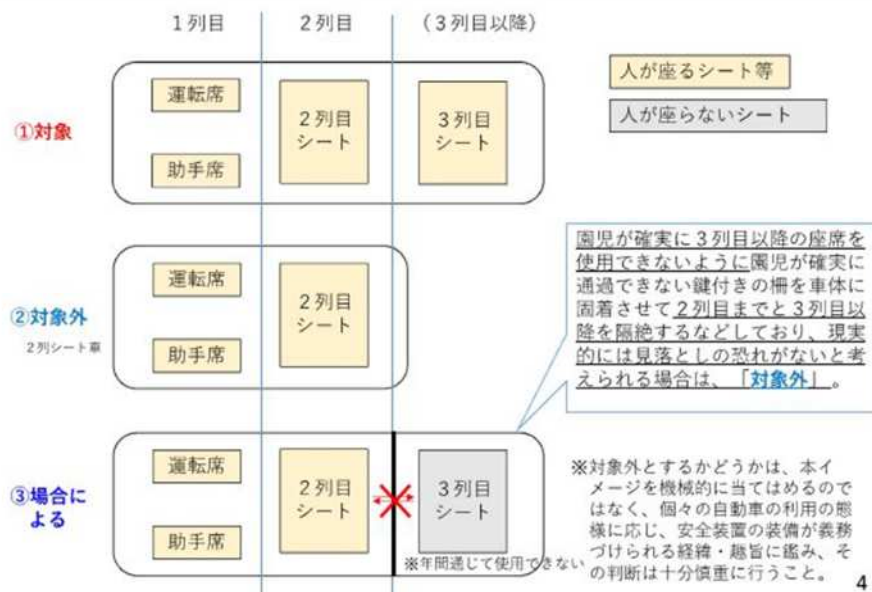 1列目
2列目
(3列目以降)
人が座るシート等
人が座らないシート
①対象
運転席
助手席
2列目
シート
3列目
シート
②対象外
2列シート車
運転席
助手席
2列目
シート
園児が確実に3列目以降の座席を
使用できないように園児が確実に
通過できない鍵付きの柵を車体に
固着させて2列目までと3列目以
降を隔絶するなどしており、現実
的には見落としの恐れがないと考
えられる場合は、「対象外」。
③場合に
よる
運転席
助手席
2列目
シート
3列目
シート
※年間通じて使用できない
※対象外とするかどうかは、本イ
メージを機械的に当てはめるので
はなく、個々の自動車の利用の態
様に応じ、安全装置の装備が義務
づけられる経緯・趣旨に鑑み、そ
の判断は十分慎重に行うこと。
4